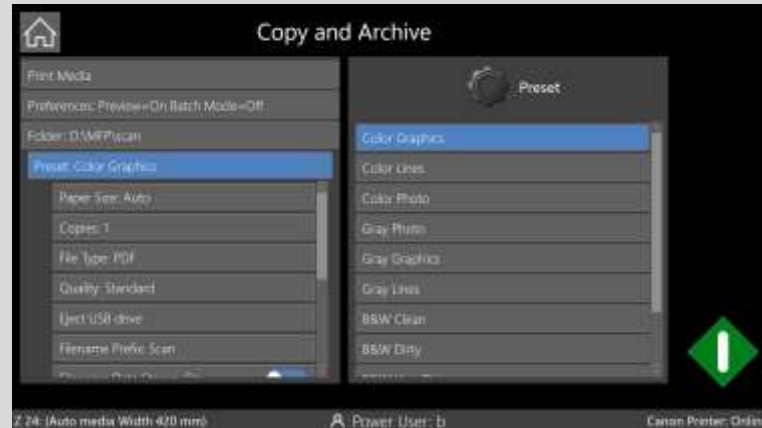 Copy and Archive
Print Media
Preferences: Preview=On Batch Mode=Off
Folder: D:\MFP\scan
Preset: Color Graphics
Paper Size: Auto
Copies: 1
File Type: PDF
Quality: Standard
Eject USB drive
Filename Prefix: Scan
Preset
Color Graphics
Color Lines
Color Photo
Gray Photo
Gray Graphics
Gray Lines
B&W Clean
B&W Dirty
Z 24: (Auto media Width 420 mm)
Power User: b
Canon Printer: Online